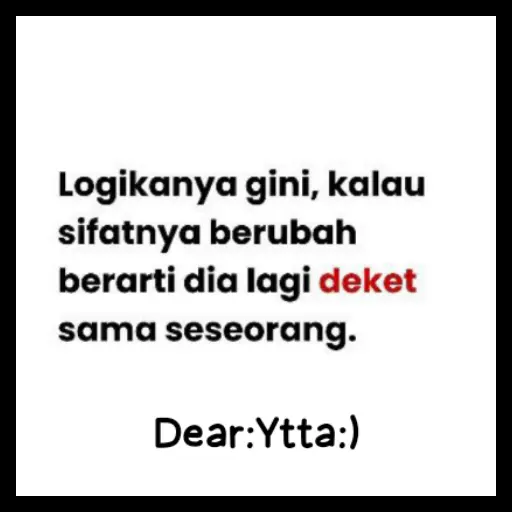 Logikanya gini, kalau
sifatnya berubah
berarti dia lagi deket
sama seseorang.
Dear:Ytta:)